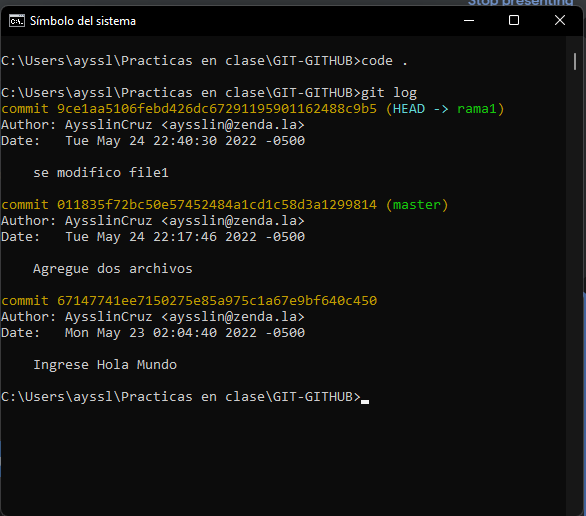 Stop presenting
Símbolo del sistema
C:\Users\ayssl\Practicas en clase\GIT-GITHUB>code .
C:\Users\ayssl\Practicas en clase\GIT-GITHUB>git log
commit 9ce1aa5106febd426dc67291195901162488c9b5 (HEAD -> rama1)
Author: AysslinCruz <aysslin@zenda.la>
Date:   Tue May 24 22:40:30 2022 -0500
    se modifico file1
commit 011835f72bc50e57452484a1cd1c58d3a1299814 (master)
Author: AysslinCruz <aysslin@zenda.la>
Date:   Tue May 24 22:17:46 2022 -0500
    Agregue dos archivos
commit 67147741ee7150275e85a975c1a67e9bf640c450
Author: AysslinCruz <aysslin@zenda.la>
Date:   Mon May 23 02:04:40 2022 -0500
    Ingrese Hola Mundo
C:\Users\ayssl\Practicas en clase\GIT-GITHUB>